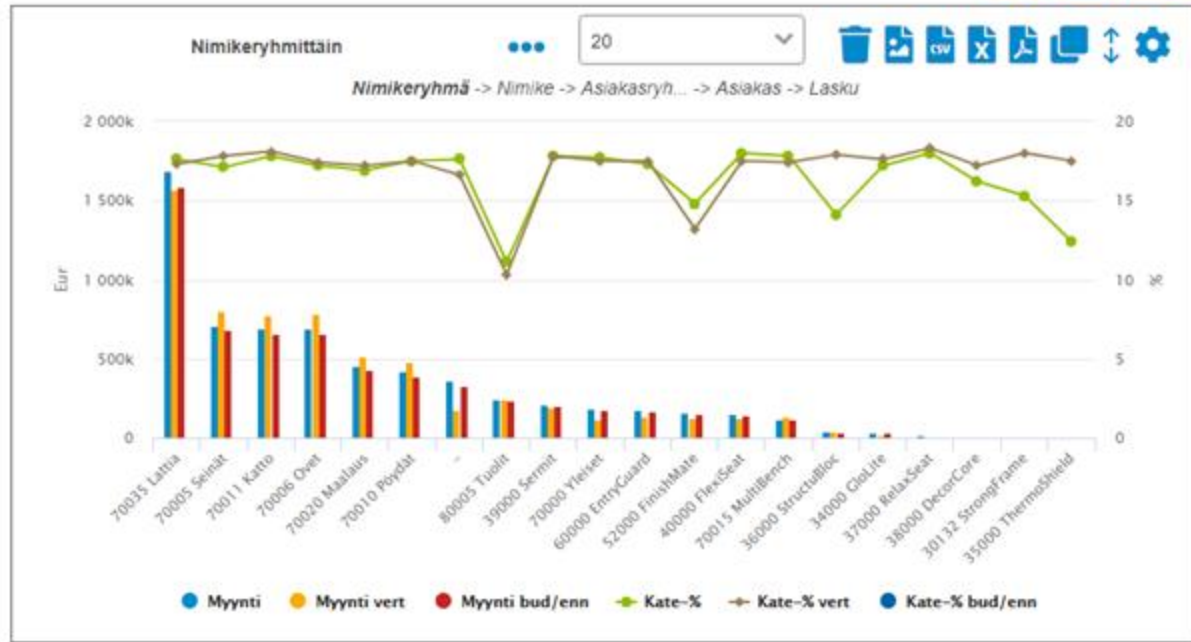 Nimikeryhmittäin
20
CSV
X
Nimikeryhmä -> Nimike -> Asiakasryh... -> Asiakas -> Lasku
2 000k
20
1 500k
15
1 000k
10
500k
5
0
0
Eur
%
70035 Lattia
70005 Seinät
70011 Katto
70006 Ovet
70020 Maalaus
70010 Pöydät
-
80005 Tuolit
39000 Sermit
70000 Yleiset
60000 EntryGuard
52000 FinishMate
40000 FlexiSeat
70015 MultiBench
36000 StructuBloc
34000 GloLite
37000 RelaxSeat
38000 DecorCore
30132 StrongFrame
35000 ThermoShield
Myynti
Myynti vert
Myynti bud/enn
Kate-%
Kate-% vert
Kate-% bud/enn